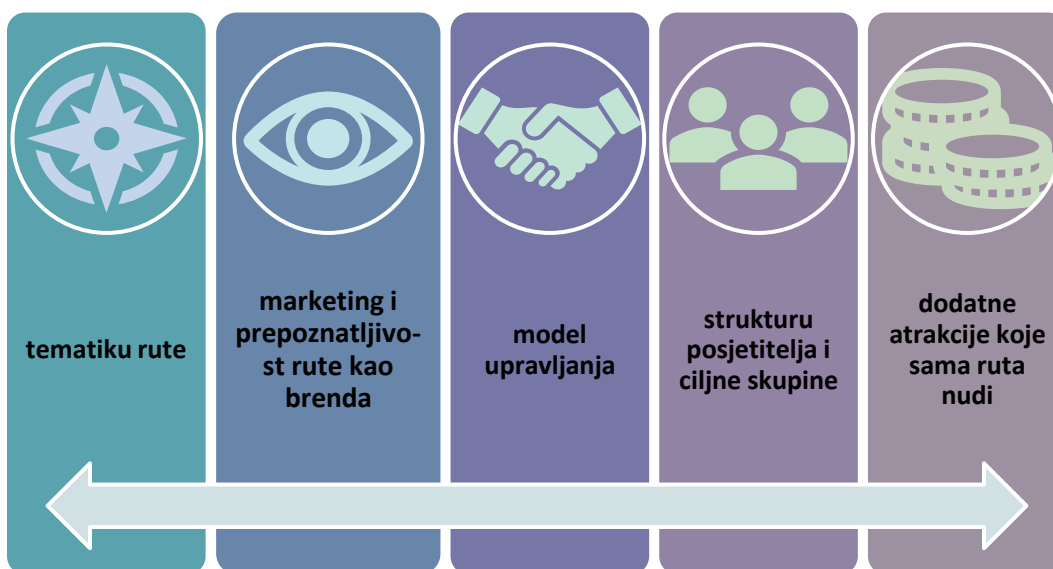 tematiku rute
marketing i
prepoznatljivo-
st rute kao
brenda
model
upravljanja
strukturu
posjetitelja i
ciljne skupine
dodatne
atrakcije koje
sama ruta
nudi